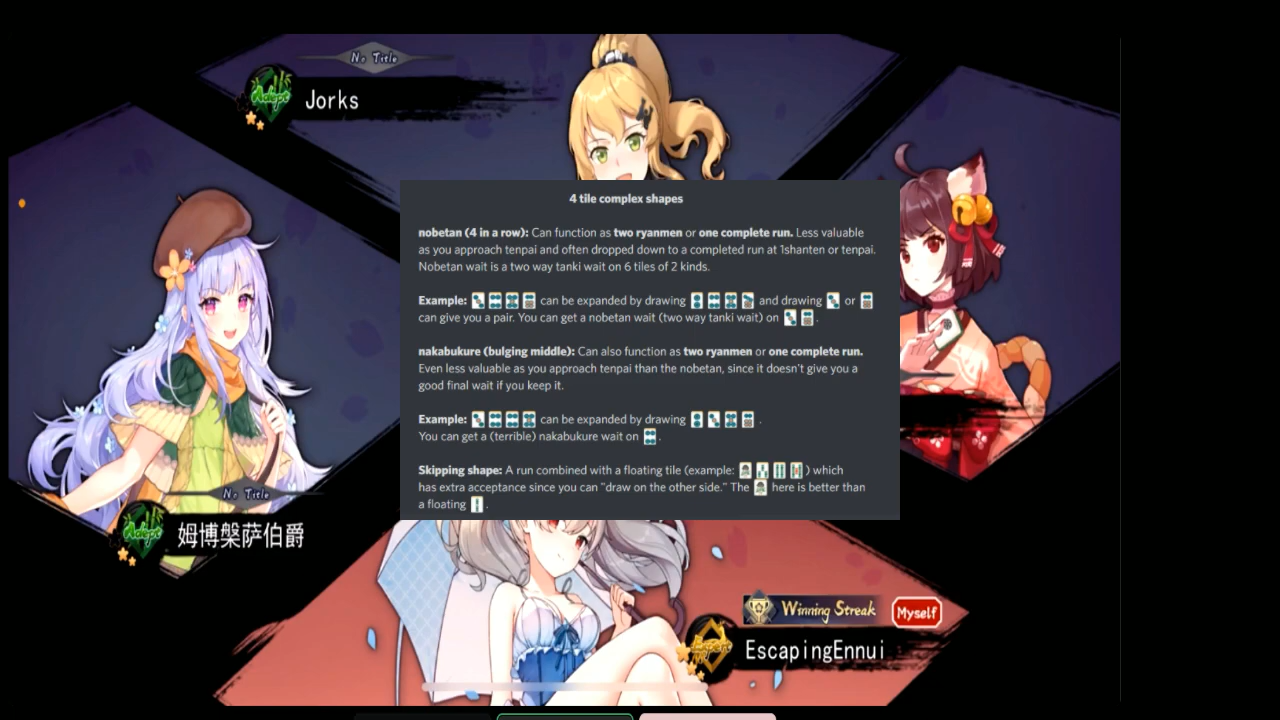 No Title
Adept
Jorks
4 tile complex shapes
nobetan (4 in a row): Can function as two ryanmen or one complete run. Less valuable
as you approach tenpai and often dropped down to a completed run at 1shanten or tenpai.
Nobetan wait is a two way tanki wait on 6 tiles of 2 kinds.
Example: can be expanded by drawing and drawing or
can give you a pair. You can get a nobetan wait (two way tanki wait) on .
nakabukure (bulging middle): Can also function as two ryanmen or one complete run.
Even less valuable as you approach tenpai than the nobetan, since it doesn't give you a
good final wait if you keep it.
Example: can be expanded by drawing .
You can get a (terrible) nakabukure wait on .
Skipping shape: A run combined with a floating tile (example: ) which
has extra acceptance since you can "draw on the other side." The here is better than
a floating .
No Title
Adept
姆博槃萨伯爵
Winning Streak
Myself
Expert
EscapingEnnui